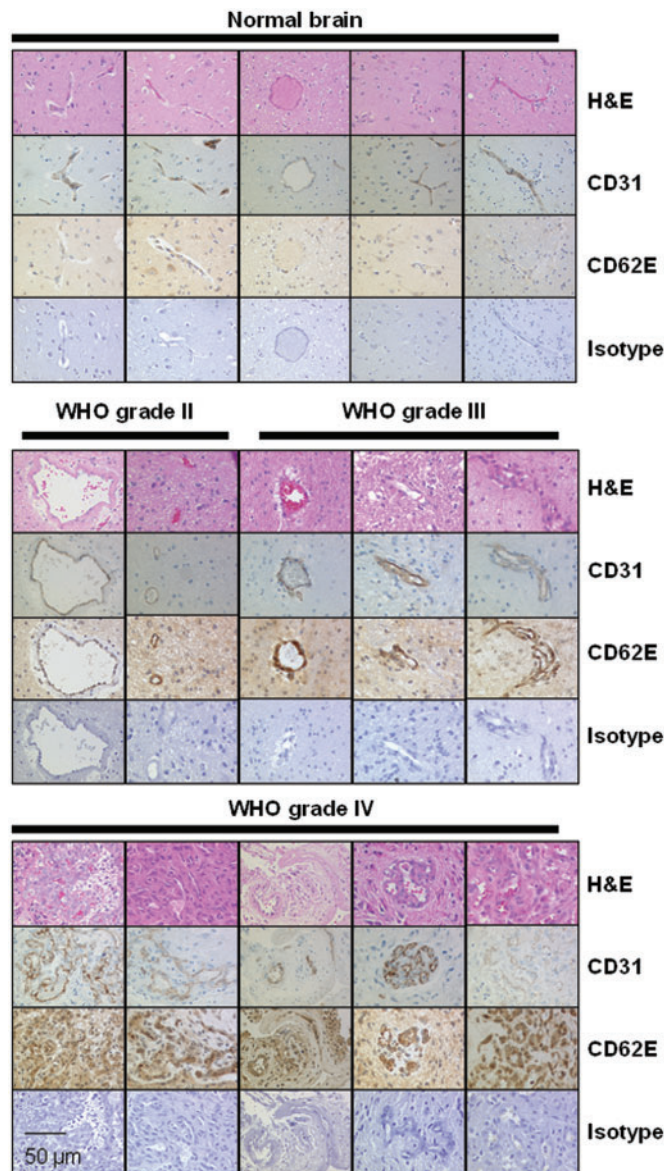 Normal brain
H&E
CD31
CD62E
Isotype
WHO grade II WHO grade III
H&E
CD31
CD62E
Isotype
WHO grade IV
H&E
CD31
CD62E
Isotype
50 µm